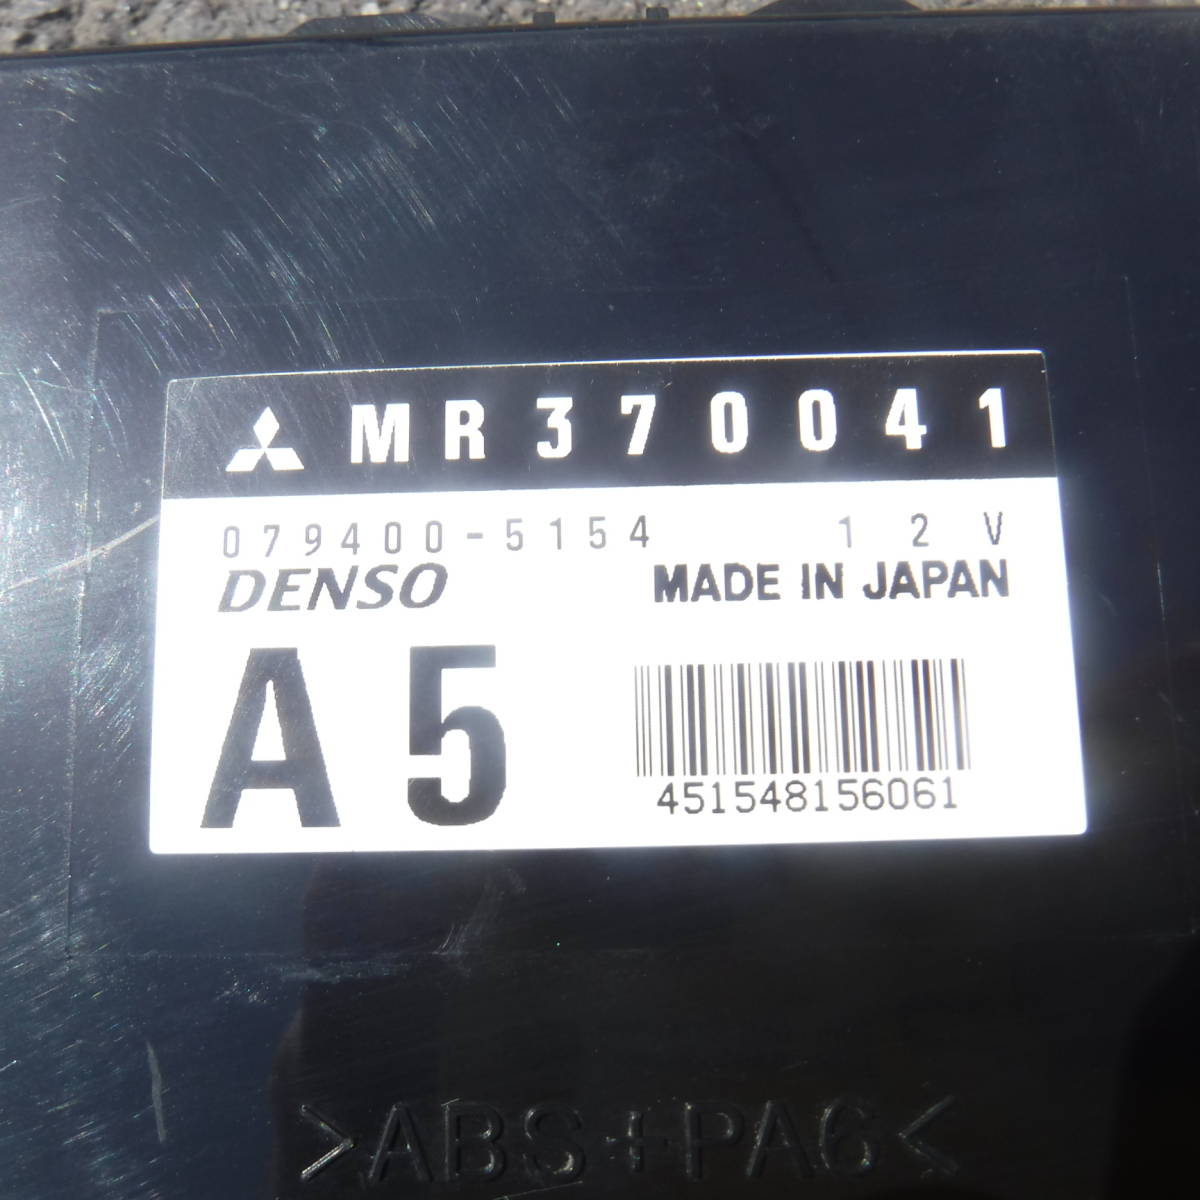 MR370041
079400-5154 12V
DENSO MADE IN JAPAN
A5
451548156061
>ABS+PA6<